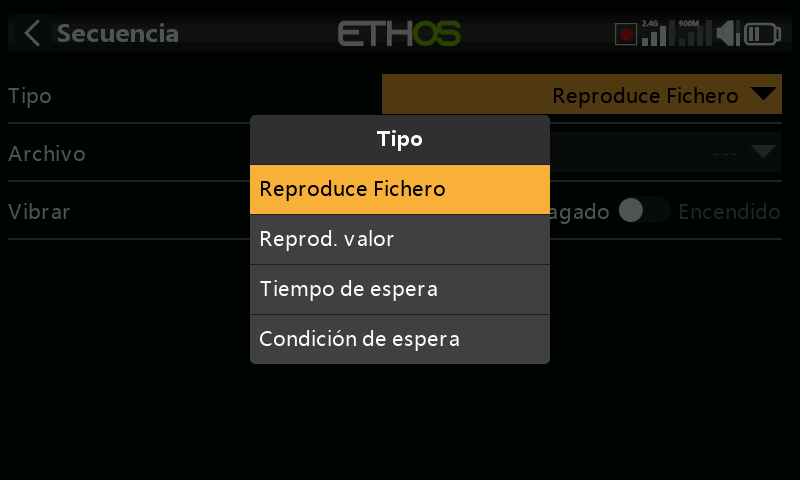 Secuencia
ETHOS
2.4G
900M
Tipo
Reproduce Fichero
Archivo
---
Vibrar
agado
Encendido
Tipo
Reproduce Fichero
Reprod. valor
Tiempo de espera
Condición de espera